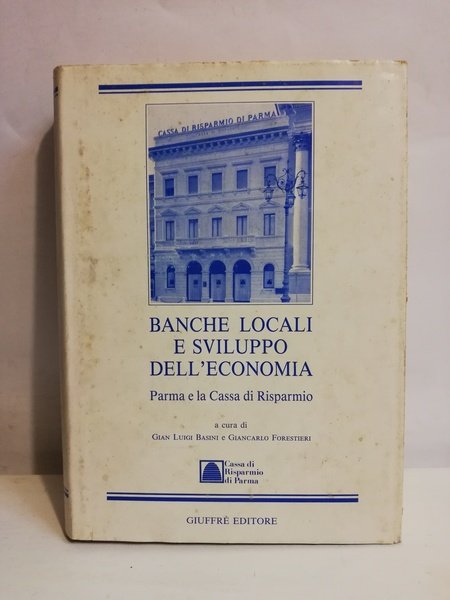 CASSA DI RISPARMIO DI PARMA
BANCHE LOCALI
E SVILUPPO
DELL'ECONOMIA
Parma e la Cassa di Risparmio
a cura di
GIAN LUIGI BASINI e GIANCARLO FORESTIERI
Cassa di
Risparmio
di Parma
GIUFFRÈ EDITORE